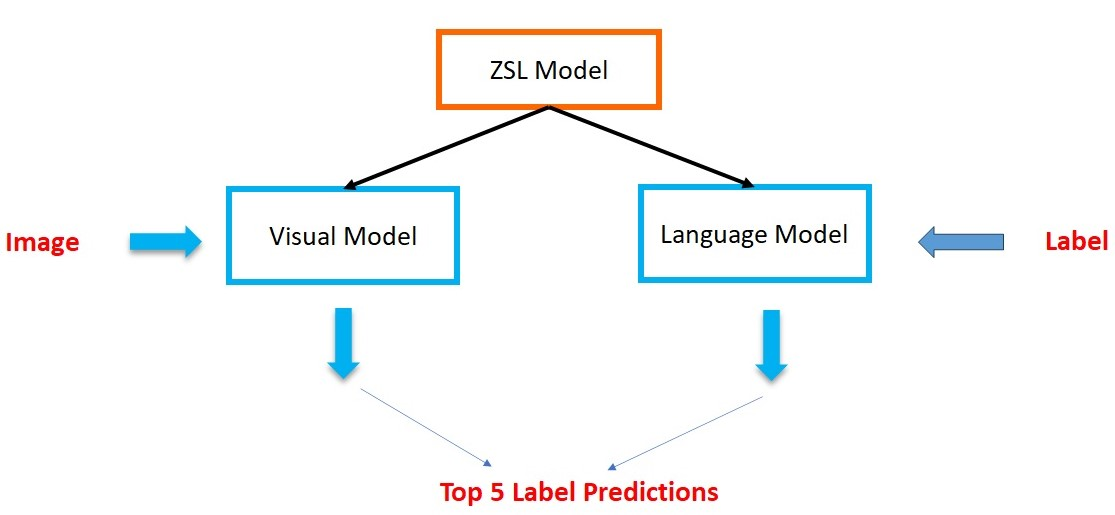 ZSL Model
Visual Model
Language Model
Image
Label
Top 5 Label Predictions